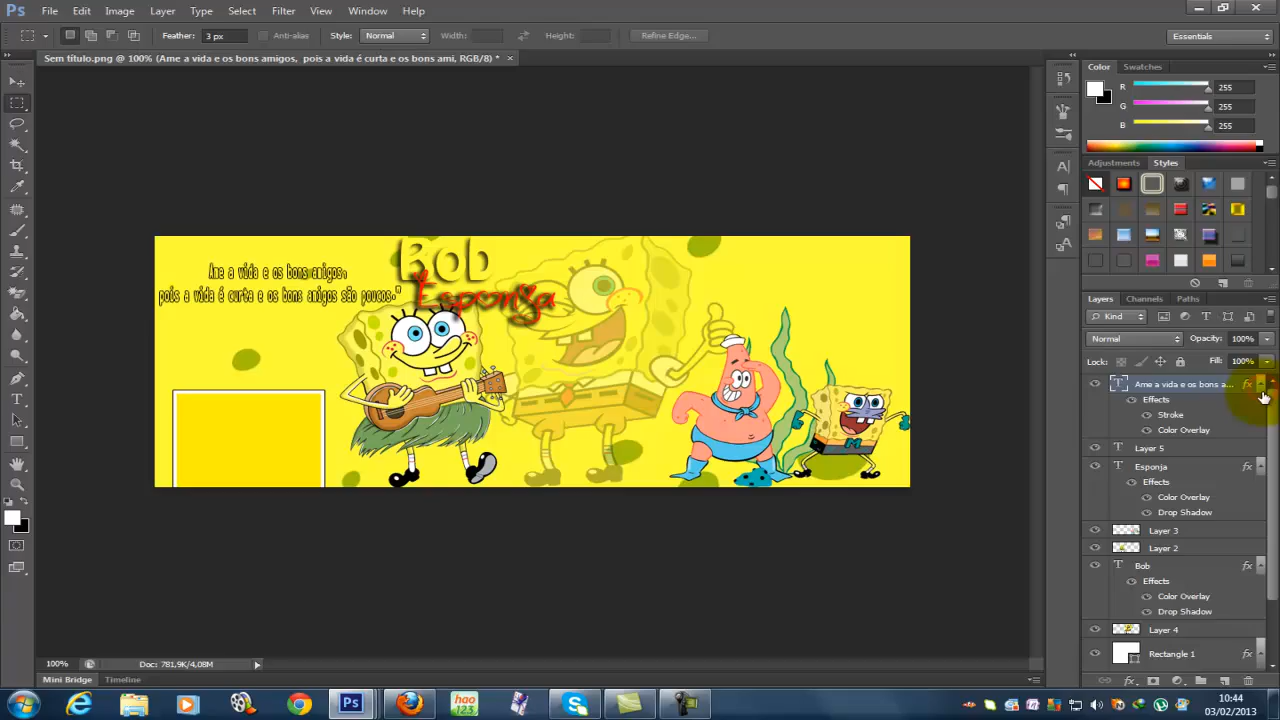 Ps File Edit Image Layer Type Select Filter View Window Help
Feather: 3 px Anti-alias Style: Normal Width: Height: Refine Edge... Essentials
Sem título.png @ 100% (Ame a vida e os bons amigos, pois a vida é curta e os bons ami, RGB/8) * x
Color Swatches
R 255
G 255
B 255
Adjustments Styles
Bob
Esponja
Ame a vida e os bons amigos,
pois a vida é curta e os bons amigos são poucos."
Layers Channels Paths
Kind
Normal Opacity: 100%
Lock: Fill: 100%
T Ame a vida e os bons a... fx
Effects
Stroke
Color Overlay
T Layer 5
T Esponja fx
Effects
Color Overlay
Drop Shadow
Layer 3
Layer 2
T Bob fx
Effects
Color Overlay
Drop Shadow
Layer 4
Rectangle 1
100% Doc: 781,9K/4,08M
Mini Bridge Timeline
Ps
hao
123
10:44
03/02/2013